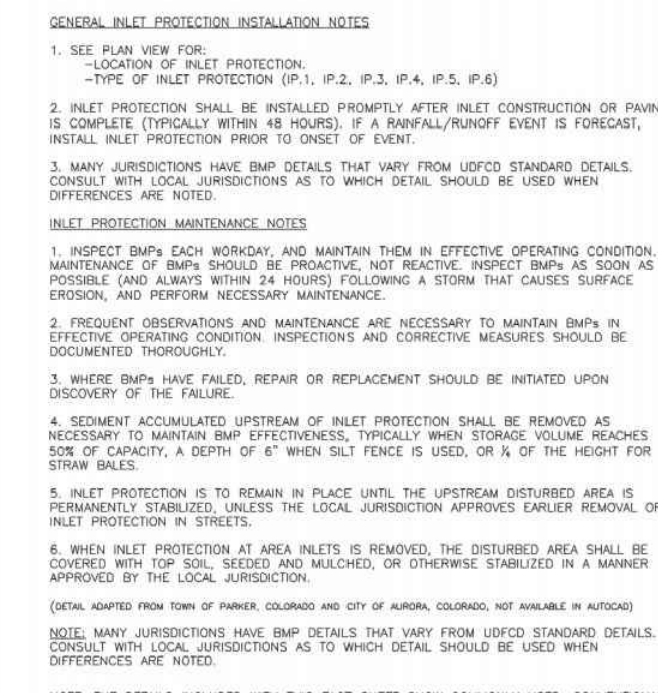 GENERAL INLET PROTECTION INSTALLATION NOTES
1. SEE PLAN VIEW FOR:
-LOCATION OF INLET PROTECTION.
-TYPE OF INLET PROTECTION (IP.1, IP.2, IP.3, IP.4, IP.5, IP.6)
2. INLET PROTECTION SHALL BE INSTALLED PROMPTLY AFTER INLET CONSTRUCTION OR PAVIN
IS COMPLETE (TYPICALLY WITHIN 48 HOURS). IF A RAINFALL/RUNOFF EVENT IS FORECAST,
INSTALL INLET PROTECTION PRIOR TO ONSET OF EVENT.
3. MANY JURISDICTIONS HAVE BMP DETAILS THAT VARY FROM UDFCD STANDARD DETAILS.
CONSULT WITH LOCAL JURISDICTIONS AS TO WHICH DETAIL SHOULD BE USED WHEN
DIFFERENCES ARE NOTED.
INLET PROTECTION MAINTENANCE NOTES
1. INSPECT BMPs EACH WORKDAY, AND MAINTAIN THEM IN EFFECTIVE OPERATING CONDITION.
MAINTENANCE OF BMPs SHOULD BE PROACTIVE, NOT REACTIVE. INSPECT BMPs AS SOON AS
POSSIBLE (AND ALWAYS WITHIN 24 HOURS) FOLLOWING A STORM THAT CAUSES SURFACE
EROSION, AND PERFORM NECESSARY MAINTENANCE.
2. FREQUENT OBSERVATIONS AND MAINTENANCE ARE NECESSARY TO MAINTAIN BMPs IN
EFFECTIVE OPERATING CONDITION. INSPECTIONS AND CORRECTIVE MEASURES SHOULD BE
DOCUMENTED THOROUGHLY.
3. WHERE BMPs HAVE FAILED, REPAIR OR REPLACEMENT SHOULD BE INITIATED UPON
DISCOVERY OF THE FAILURE.
4. SEDIMENT ACCUMULATED UPSTREAM OF INLET PROTECTION SHALL BE REMOVED AS
NECESSARY TO MAINTAIN BMP EFFECTIVENESS, TYPICALLY WHEN STORAGE VOLUME REACHES
50% OF CAPACITY, A DEPTH OF 6" WHEN SILT FENCE IS USED, OR OF THE HEIGHT FOR
STRAW BALES.
5. INLET PROTECTION IS TO REMAIN IN PLACE UNTIL THE UPSTREAM DISTURBED AREA IS
PERMANENTLY STABILIZED, UNLESS THE LOCAL JURISDICTION APPROVES EARLIER REMOVAL OF
INLET PROTECTION IN STREETS.
6. WHEN INLET PROTECTION AT AREA INLETS IS REMOVED, THE DISTURBED AREA SHALL BE
COVERED WITH TOP SOIL, SEEDED AND MULCHED, OR OTHERWISE STABILIZED IN A MANNER
APPROVED BY THE LOCAL JURISDICTION.
(DETAIL ADAPTED FROM TOWN OF PARKER, COLORADO AND CITY OF AURORA, COLORADO, NOT AVAILABLE IN AUTOCAD)
NOTE: MANY JURISDICTIONS HAVE BMP DETAILS THAT VARY FROM UDFCD STANDARD DETAILS.
CONSULT WITH LOCAL JURISDICTIONS AS TO WHICH DETAIL SHOULD BE USED WHEN
DIFFERENCES ARE NOTED.